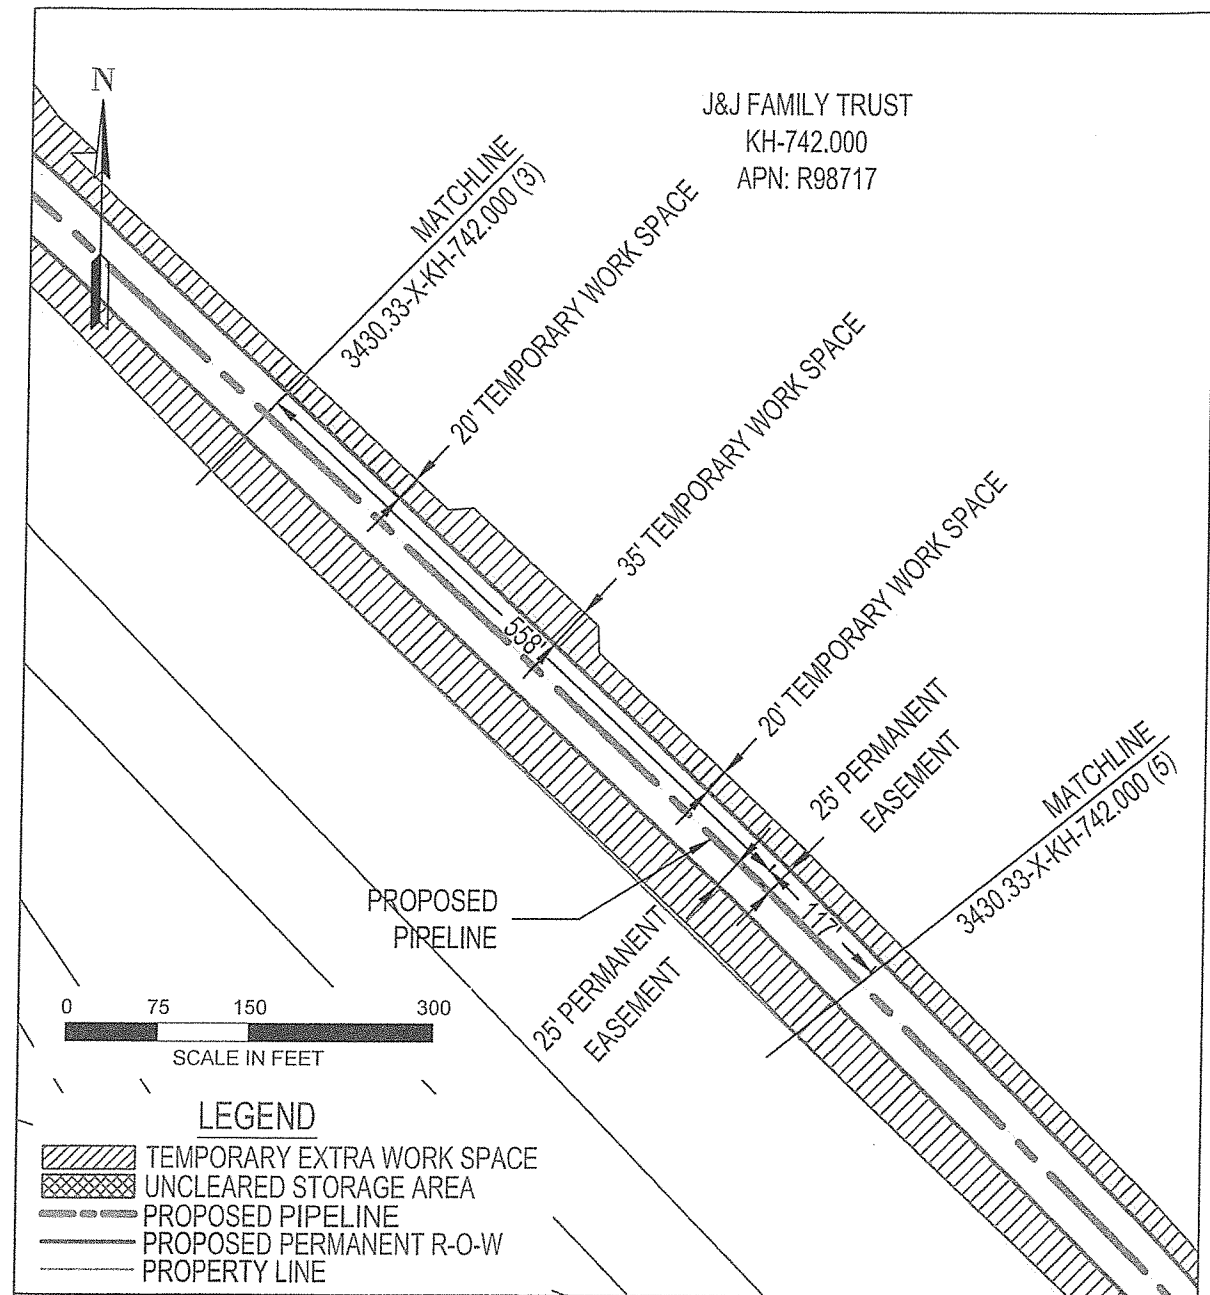 N
J&J FAMILY TRUST
KH-742.000
APN: R98717
MATCHLINE
3430.33-X-KH-742.000 (3)
20' TEMPORARY WORK SPACE
35' TEMPORARY WORK SPACE
20' TEMPORARY WORK SPACE
558'
25' PERMANENT
EASEMENT
MATCHLINE
3430.33-X-KH-742.000 (5)
117'
PROPOSED
PIPELINE
25' PERMANENT
EASEMENT
0 75 150 300
SCALE IN FEET
LEGEND
TEMPORARY EXTRA WORK SPACE
UNCLEARED STORAGE AREA
PROPOSED PIPELINE
PROPOSED PERMANENT R-O-W
PROPERTY LINE